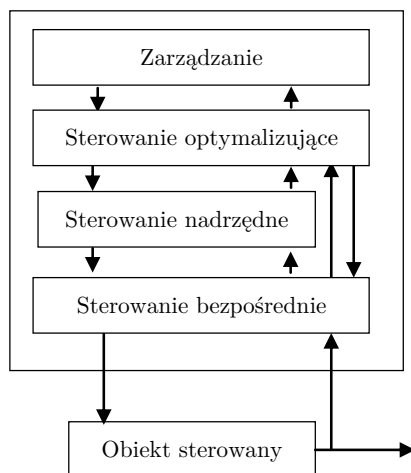 Zarządzanie
Sterowanie optymalizujące
Sterowanie nadrzędne
Sterowanie bezpośrednie
Obiekt sterowany